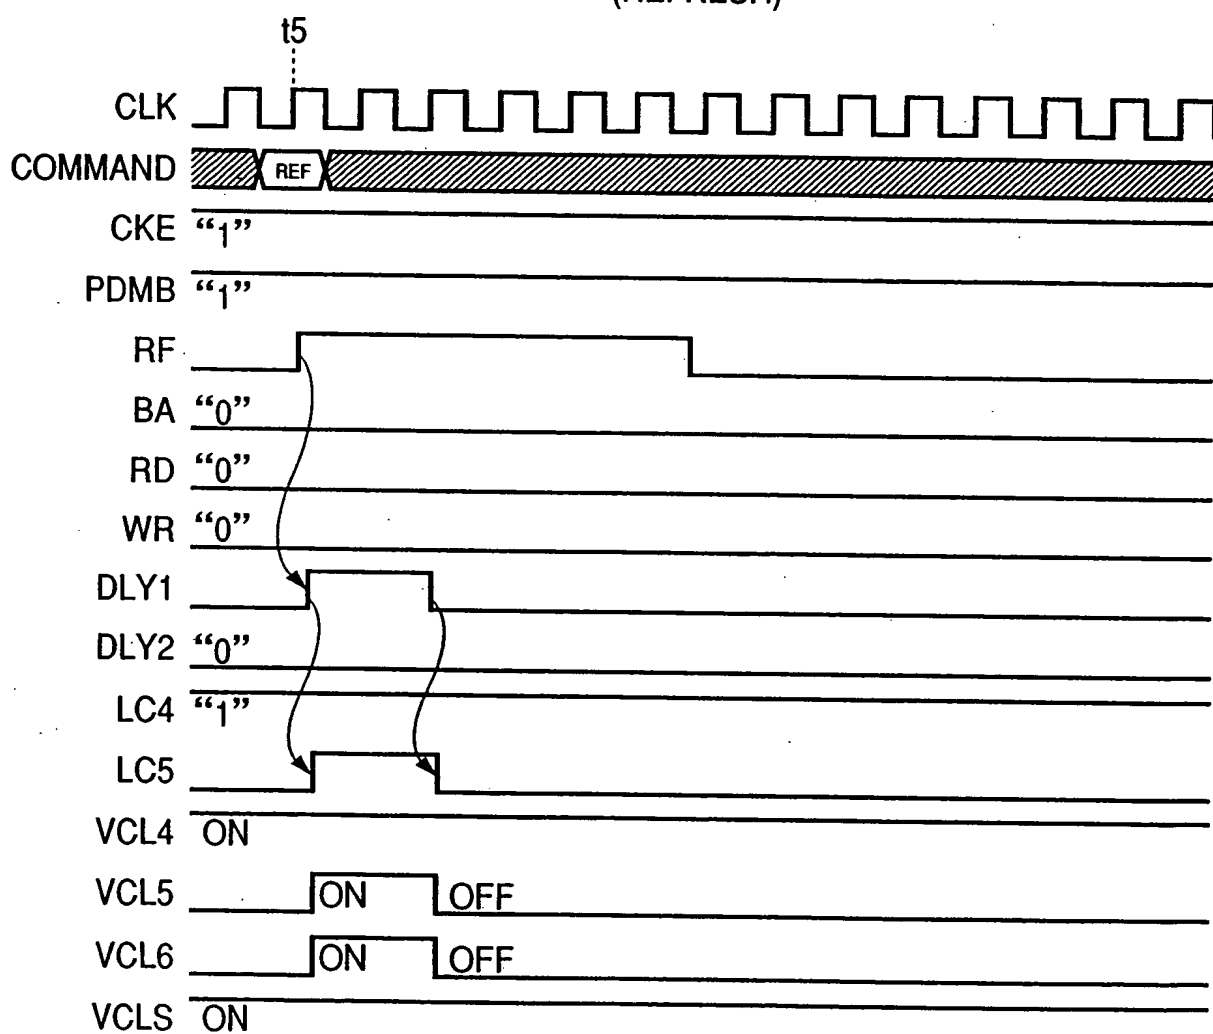 (REFRESH)
t5
CLK
COMMAND REF
CKE “1”
PDMB “1”
RF
BA “0”
RD “0”
WR “0”
DLY1
DLY2 “0”
LC4 “1”
LC5
VCL4 ON
VCL5 ON OFF
VCL6 ON OFF
VCLS ON